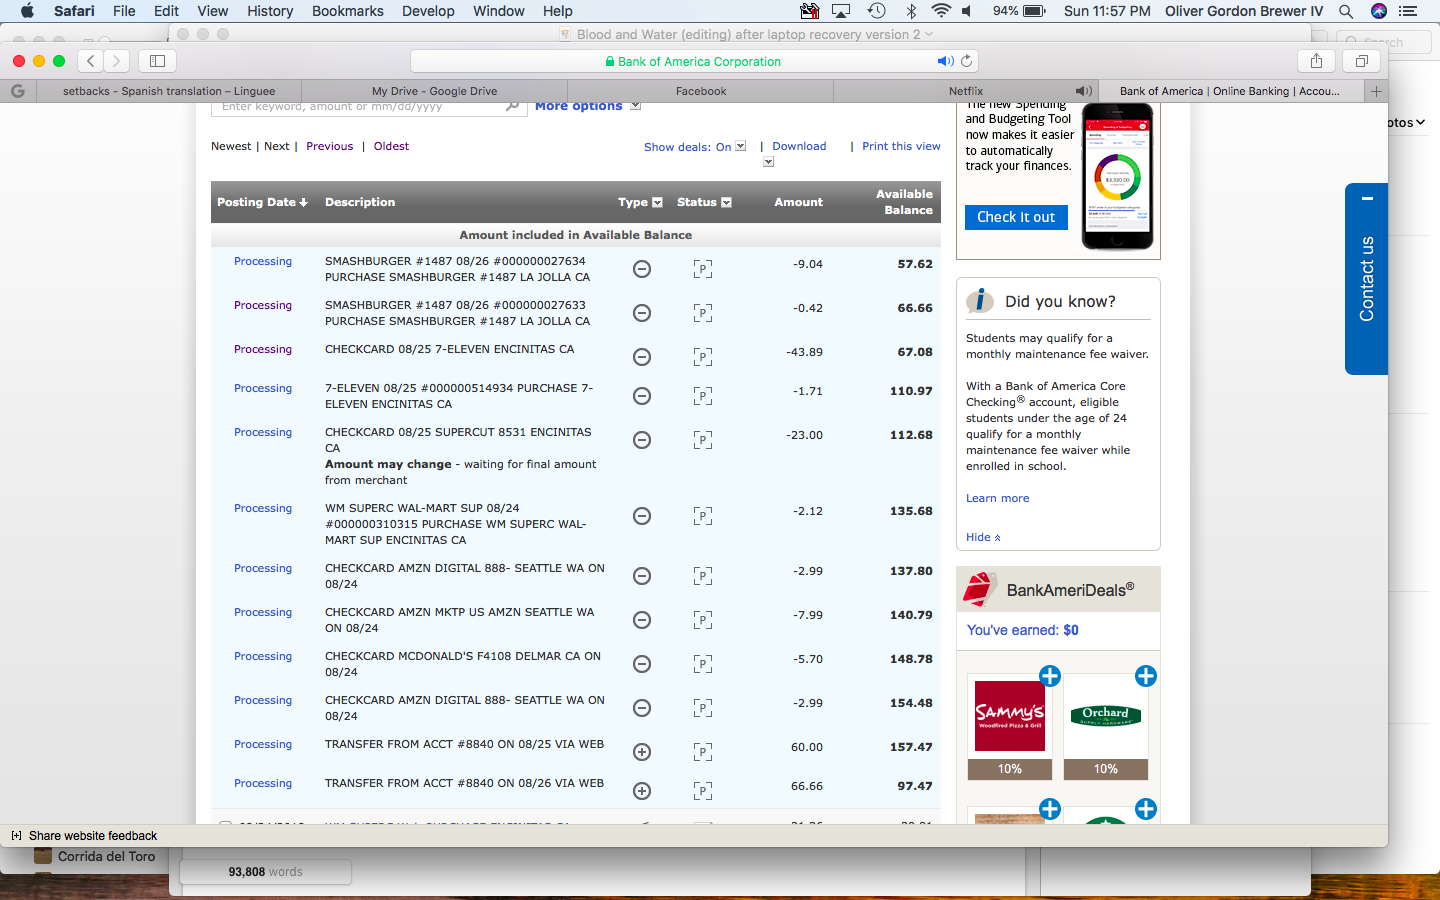 Safari File Edit View History Bookmarks Develop Window Help 94% Sun 11:57 PM Oliver Gordon Brewer IV
Blood and Water (editing) after laptop recovery version 2
Search
Bank of America Corporation
setbacks - Spanish translation – Linguee
My Drive - Google Drive
Facebook
Netflix
Bank of America | Online Banking | Accou...
Enter keyword, amount or mm/dd/yyyy
More options
Newest | Next | Previous | Oldest
Show deals: On | Download | Print this view
Posting Date Description Type Status Amount Available Balance
Amount included in Available Balance
Processing SMASHBURGER #1487 08/26 #000000027634 -9.04 57.62
PURCHASE SMASHBURGER #1487 LA JOLLA CA
Processing SMASHBURGER #1487 08/26 #000000027633 -0.42 66.66
PURCHASE SMASHBURGER #1487 LA JOLLA CA
Processing CHECKCARD 08/25 7-ELEVEN ENCINITAS CA -43.89 67.08
Processing 7-ELEVEN 08/25 #000000514934 PURCHASE 7- -1.71 110.97
ELEVEN ENCINITAS CA
Processing CHECKCARD 08/25 SUPERCUT 8531 ENCINITAS -23.00 112.68
CA
Amount may change - waiting for final amount
from merchant
Processing WM SUPERC WAL-MART SUP 08/24 -2.12 135.68
#000000310315 PURCHASE WM SUPERC WAL-
MART SUP ENCINITAS CA
Processing CHECKCARD AMZN DIGITAL 888- SEATTLE WA ON -2.99 137.80
08/24
Processing CHECKCARD AMZN MKTP US AMZN SEATTLE WA -7.99 140.79
ON 08/24
Processing CHECKCARD MCDONALD'S F4108 DELMAR CA ON -5.70 148.78
08/24
Processing CHECKCARD AMZN DIGITAL 888- SEATTLE WA ON -2.99 154.48
08/24
Processing TRANSFER FROM ACCT #8840 ON 08/25 VIA WEB 60.00 157.47
Processing TRANSFER FROM ACCT #8840 ON 08/26 VIA WEB 66.66 97.47
The new Spending
and Budgeting Tool
now makes it easier
to automatically
track your finances.
Check it out
$3,320.00
Did you know?
Students may qualify for a
monthly maintenance fee waiver.
With a Bank of America Core
Checking® account, eligible
students under the age of 24
qualify for a monthly
maintenance fee waiver while
enrolled in school.
Learn more
Hide
BankAmeriDeals®
You've earned: $0
Sammy's
Woodfired Pizza & Grill
10%
Orchard
SUPPLY HARDWARE
10%
otos
Contact us
[+] Share website feedback
Corrida del Toro
93,808 words